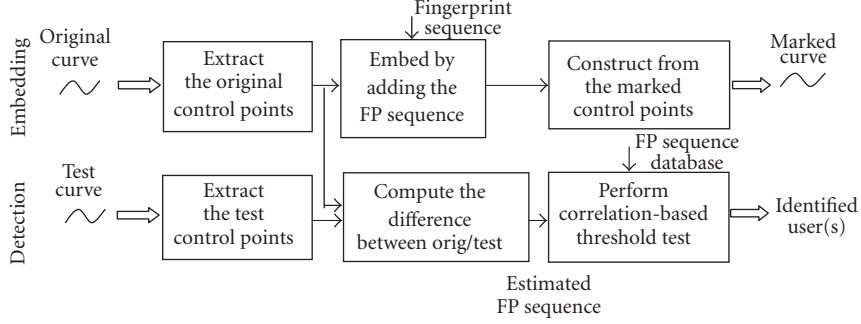 Embedding
Original
curve
Extract
the original
control points
Fingerprint
sequence
Embed by
adding the
FP sequence
Construct from
the marked
control points
Marked
curve
Detection
Test
curve
Extract
the test
control points
Compute the
difference
between orig/test
Estimated
FP sequence
FP sequence
database
Perform
correlation-based
threshold test
Identified
user(s)